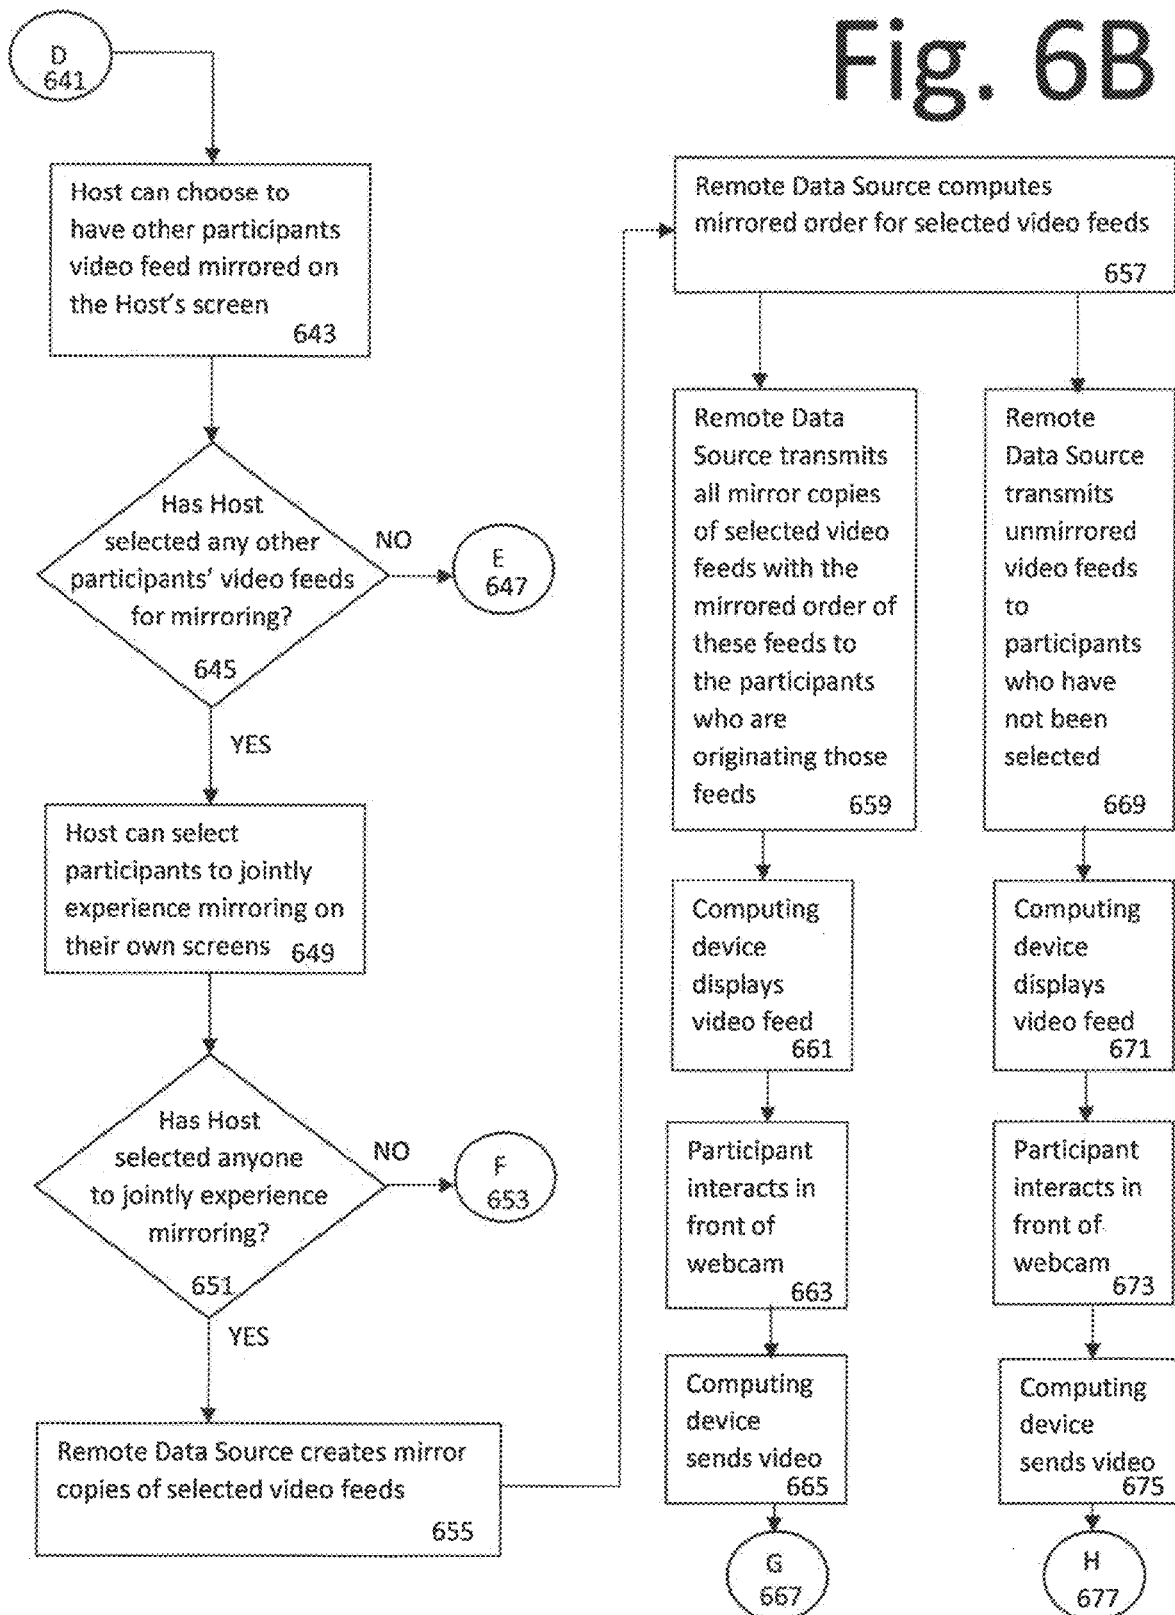 Fig. 6B
D
641
Host can choose to
have other participants
video feed mirrored on
the Host's screen
643
Has Host
selected any other
participants' video feeds
for mirroring?
645
NO
E
647
YES
Host can select
participants to jointly
experience mirroring on
their own screens 649
Has Host
selected anyone
to jointly experience
mirroring?
651
NO
F
653
YES
Remote Data Source creates mirror
copies of selected video feeds
655
Remote Data Source computes
mirrored order for selected video feeds
657
Remote Data
Source transmits
all mirror copies
of selected video
feeds with the
mirrored order of
these feeds to
the participants
who are
originating those
feeds
659
Computing
device
displays
video feed
661
Participant
interacts in
front of
webcam
663
Computing
device
sends video
665
G
667
Remote
Data Source
transmits
unmirrored
video feeds
to
participants
who have
not been
selected
669
Computing
device
displays
video feed
671
Participant
interacts in
front of
webcam
673
Computing
device
sends video
675
H
677